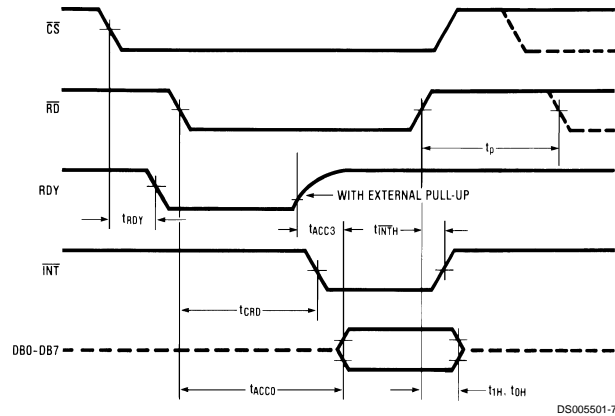 CS
RD
tp
RDY
WITH EXTERNAL PULL-UP
tRDY
tACC3
tINTH
INT
tCRD
DB0-DB7
t1H, t0H
tACC0
DS005501-7